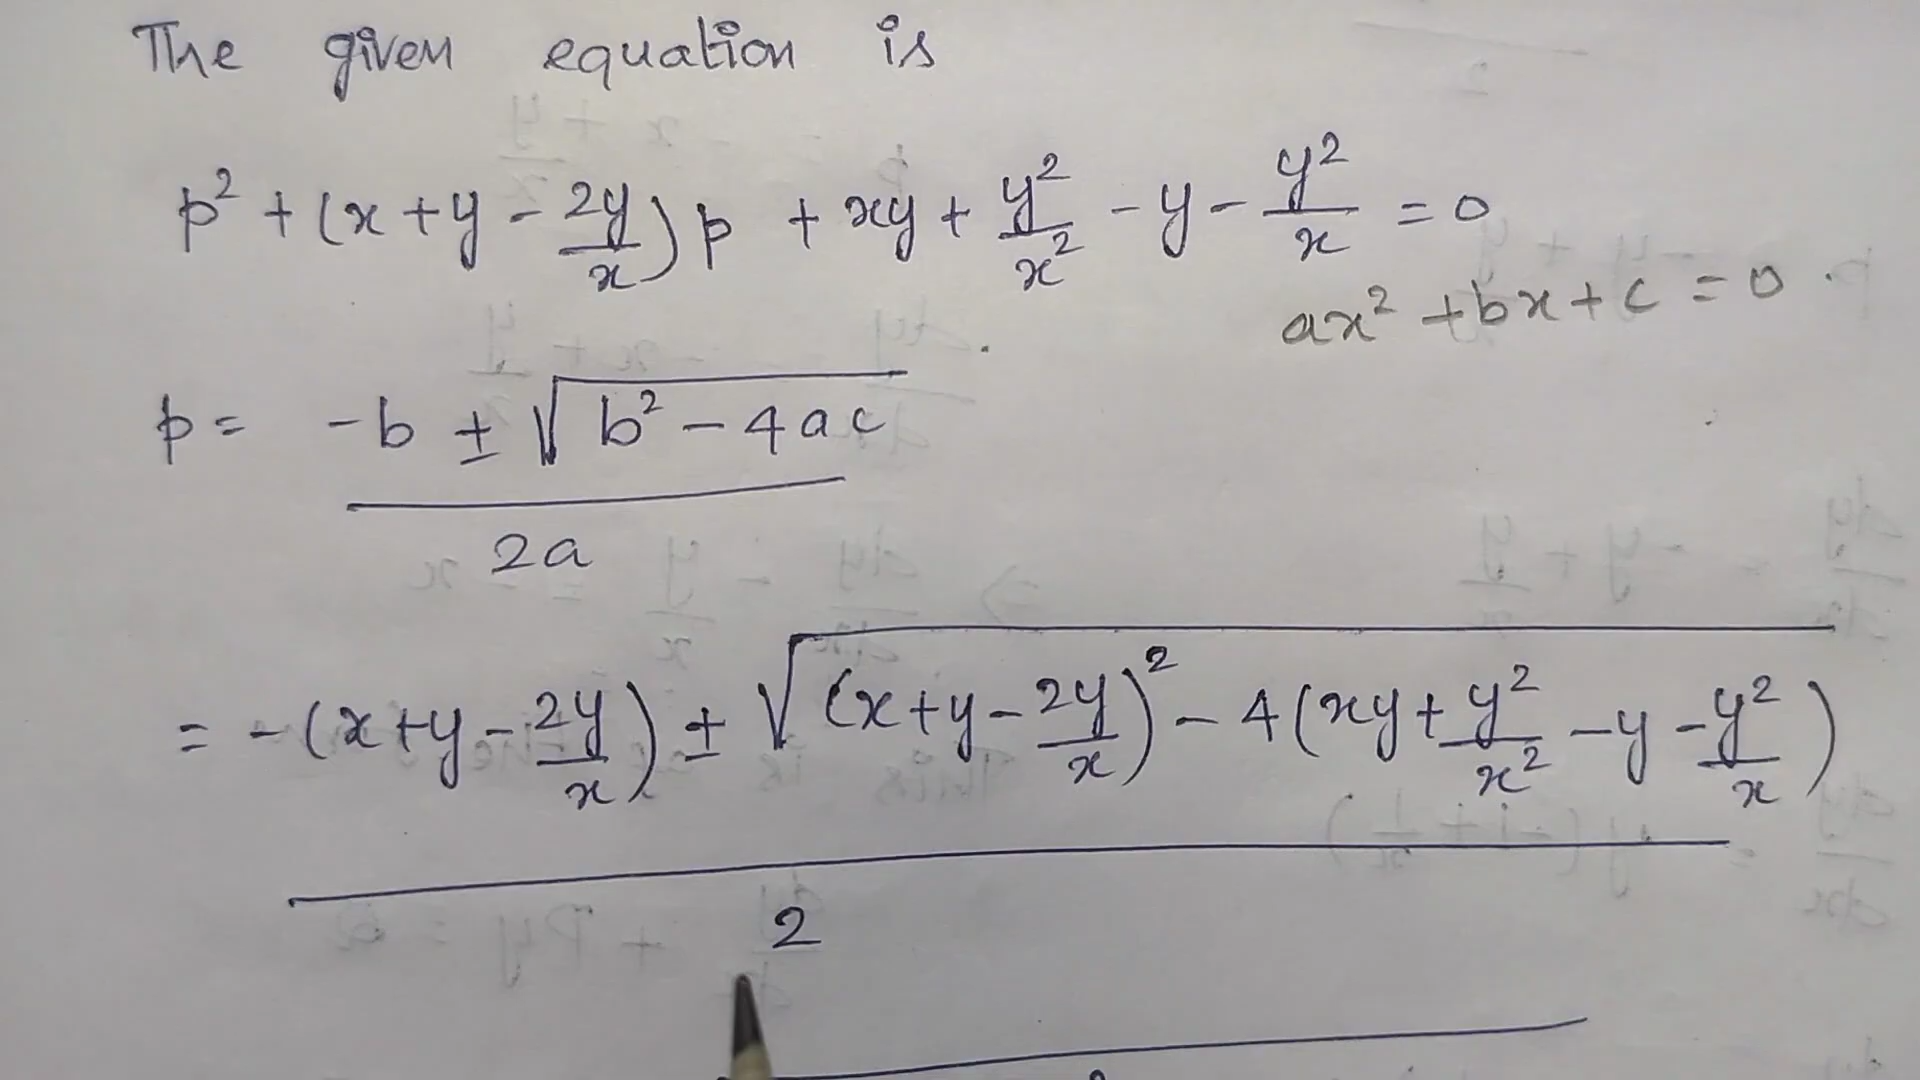 The given equation is
p² + (x + y - 2y/x) p + xy + y²/x² - y - y²/x = 0
ax² + bx + c = 0
p = (-b ± √(b² - 4ac)) / 2a
= (-(x + y - 2y/x) ± √((x + y - 2y/x)² - 4(xy + y²/x² - y - y²/x))) / 2